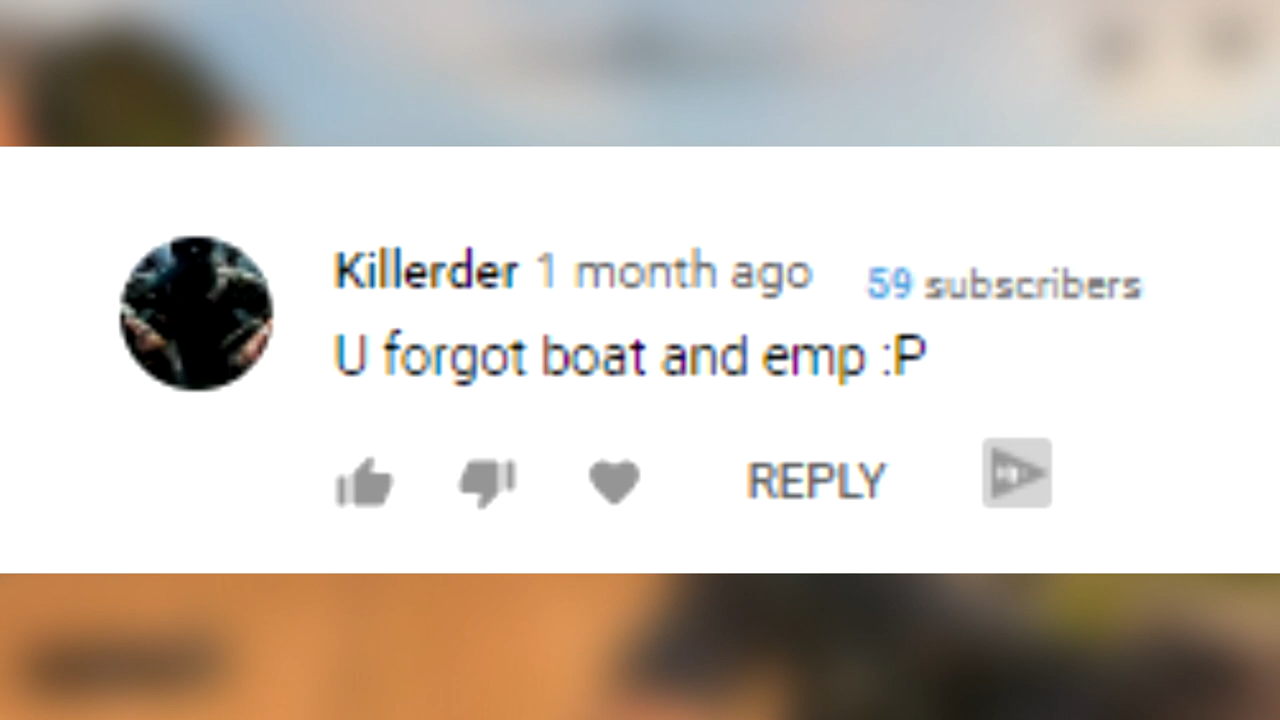 Killerder 1 month ago 59 subscribers
U forgot boat and emp :P
REPLY